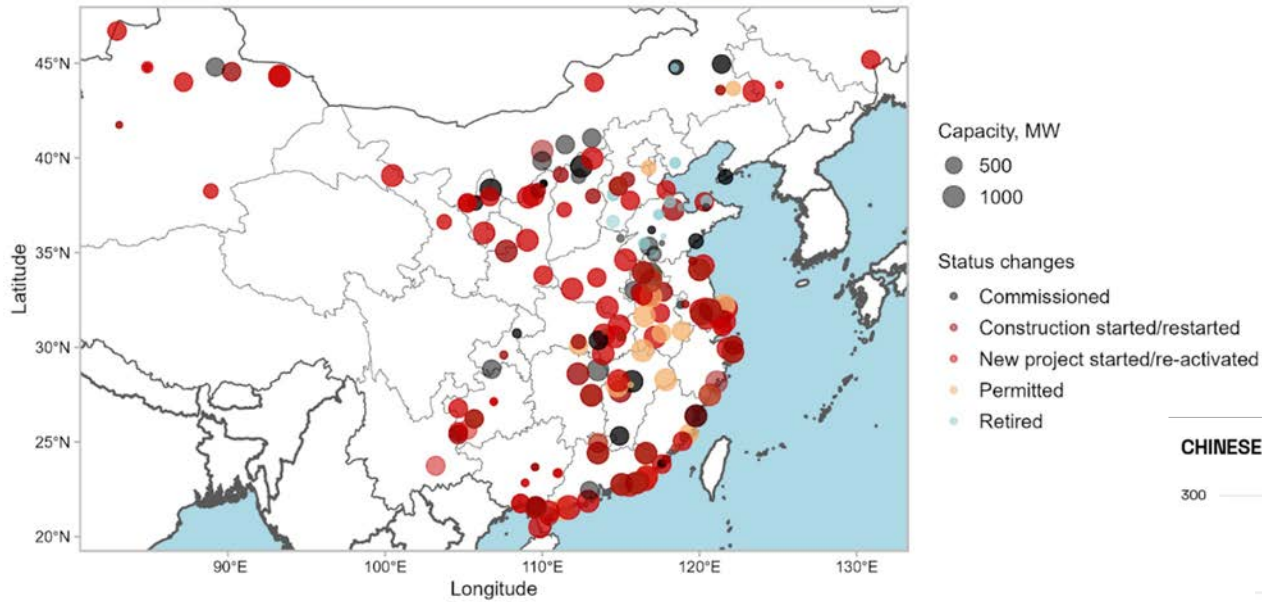 45°N
40°N
35°N
30°N
25°N
20°N
Latitude
90°E
100°E
110°E
120°E
130°E
Longitude
Capacity, MW
500
1000
Status changes
Commissioned
Construction started/restarted
New project started/re-activated
Permitted
Retired
CHINESE
300